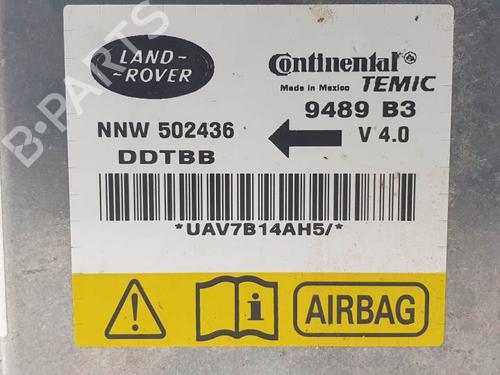 LAND-
-ROVER
Continental®
TEMIC
Made in Mexico
9489 B3
NNW 502436
V 4.0
DDTBB
*UAV7B14AH5/*
i
AIRBAG
B-PARTS